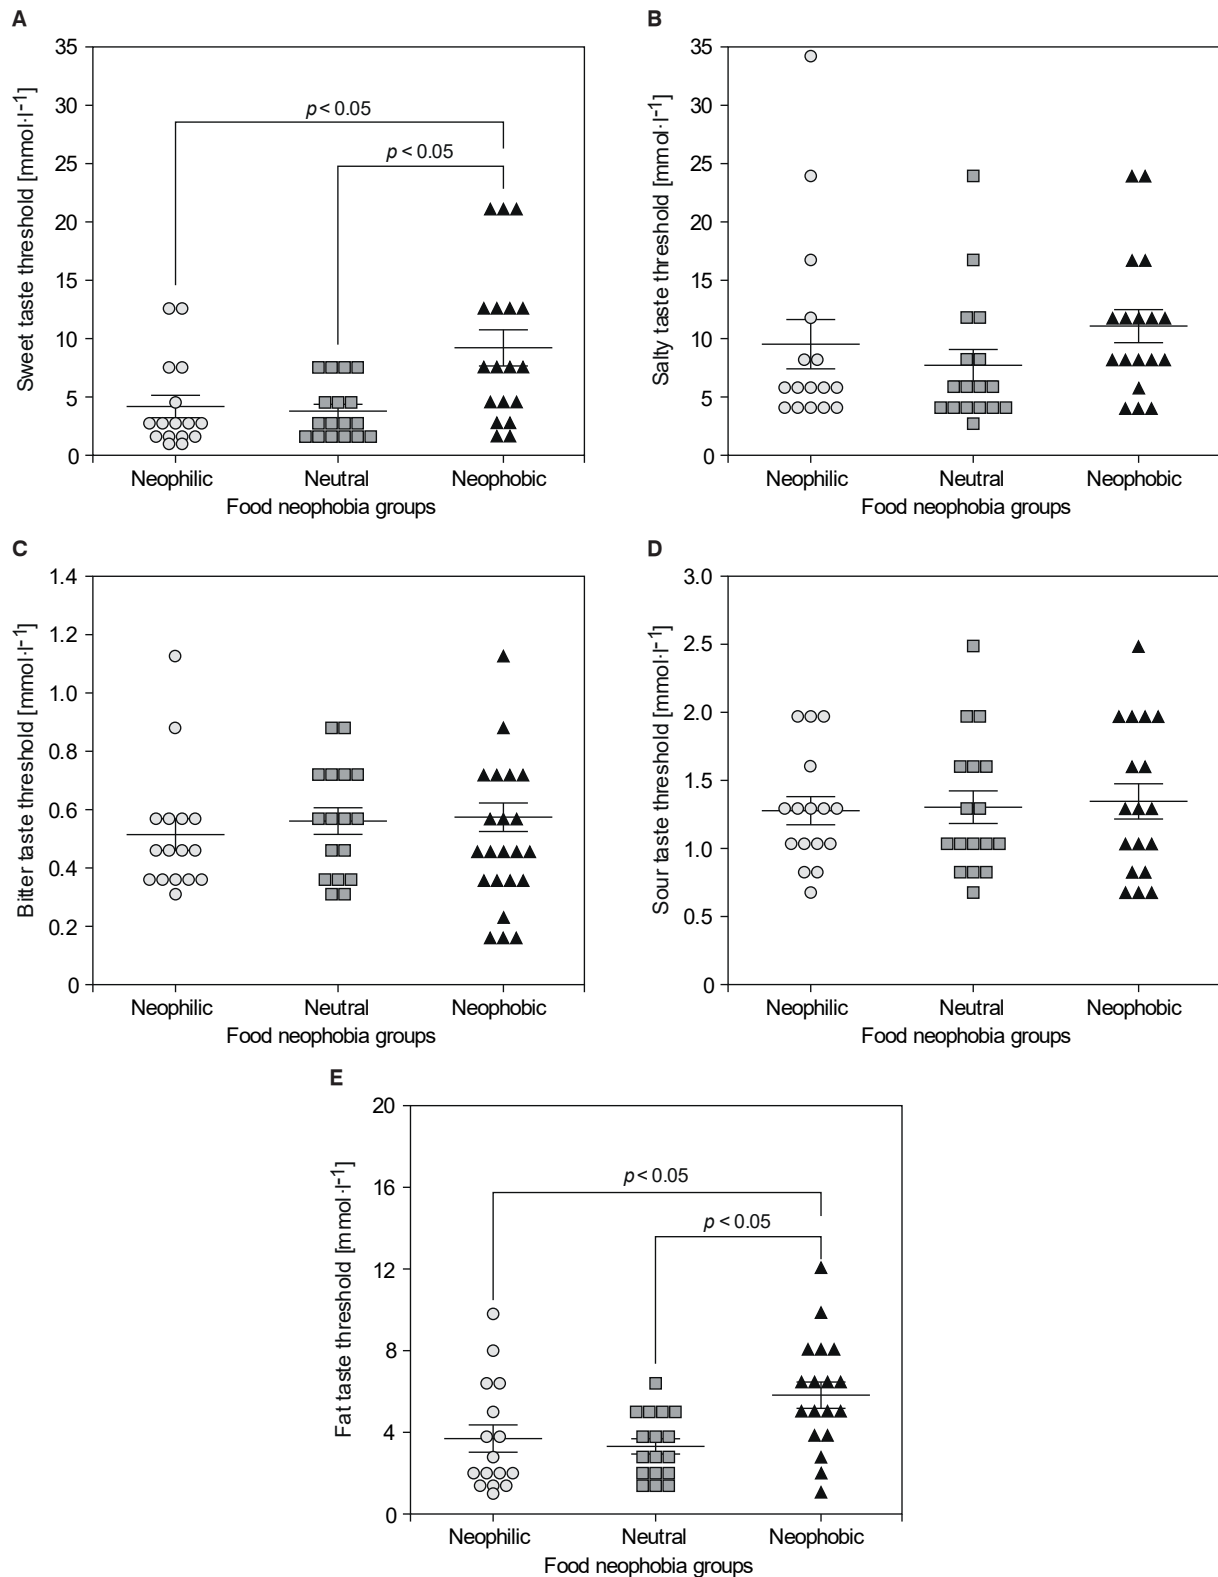 A
Sweet taste threshold [mmol·l⁻¹]
35
30
25
20
15
10
5
0
p < 0.05
p < 0.05
Neophilic Neutral Neophobic
Food neophobia groups
B
Salty taste threshold [mmol·l⁻¹]
35
30
25
20
15
10
5
0
Neophilic Neutral Neophobic
Food neophobia groups
C
Bitter taste threshold [mmol·l⁻¹]
1.4
1.2
1.0
0.8
0.6
0.4
0.2
0
Neophilic Neutral Neophobic
Food neophobia groups
D
Sour taste threshold [mmol·l⁻¹]
3.0
2.5
2.0
1.5
1.0
0.5
0
Neophilic Neutral Neophobic
Food neophobia groups
E
Fat taste threshold [mmol·l⁻¹]
20
16
12
8
4
0
p < 0.05
p < 0.05
Neophilic Neutral Neophobic
Food neophobia groups